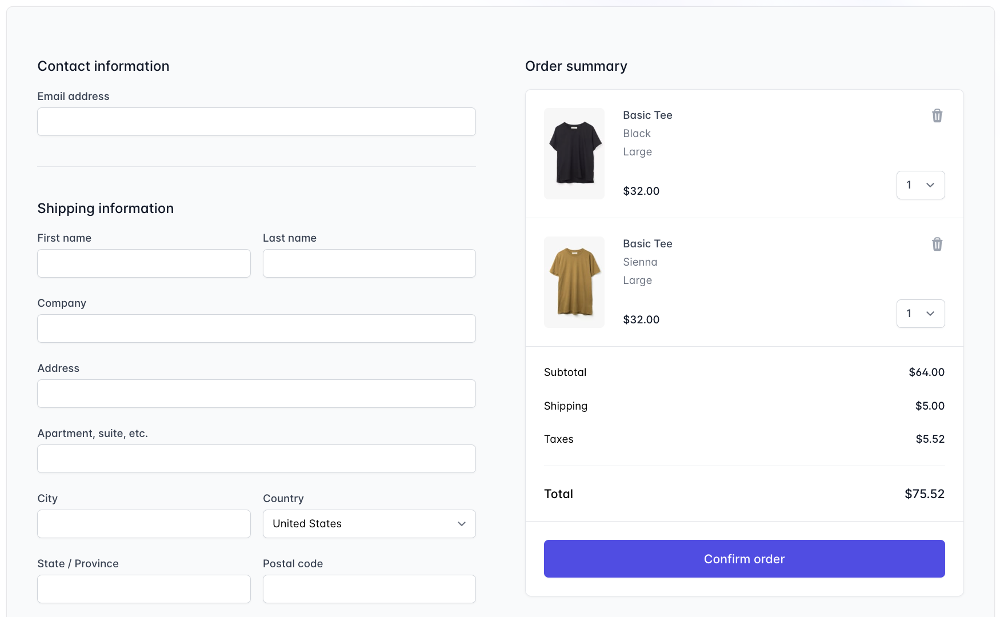 Contact information
Email address
Shipping information
First name
Last name
Company
Address
Apartment, suite, etc.
City
Country
United States
State / Province
Postal code
Order summary
Basic Tee
Black
Large
$32.00
1
Basic Tee
Sienna
Large
$32.00
1
Subtotal
$64.00
Shipping
$5.00
Taxes
$5.52
Total
$75.52
Confirm order